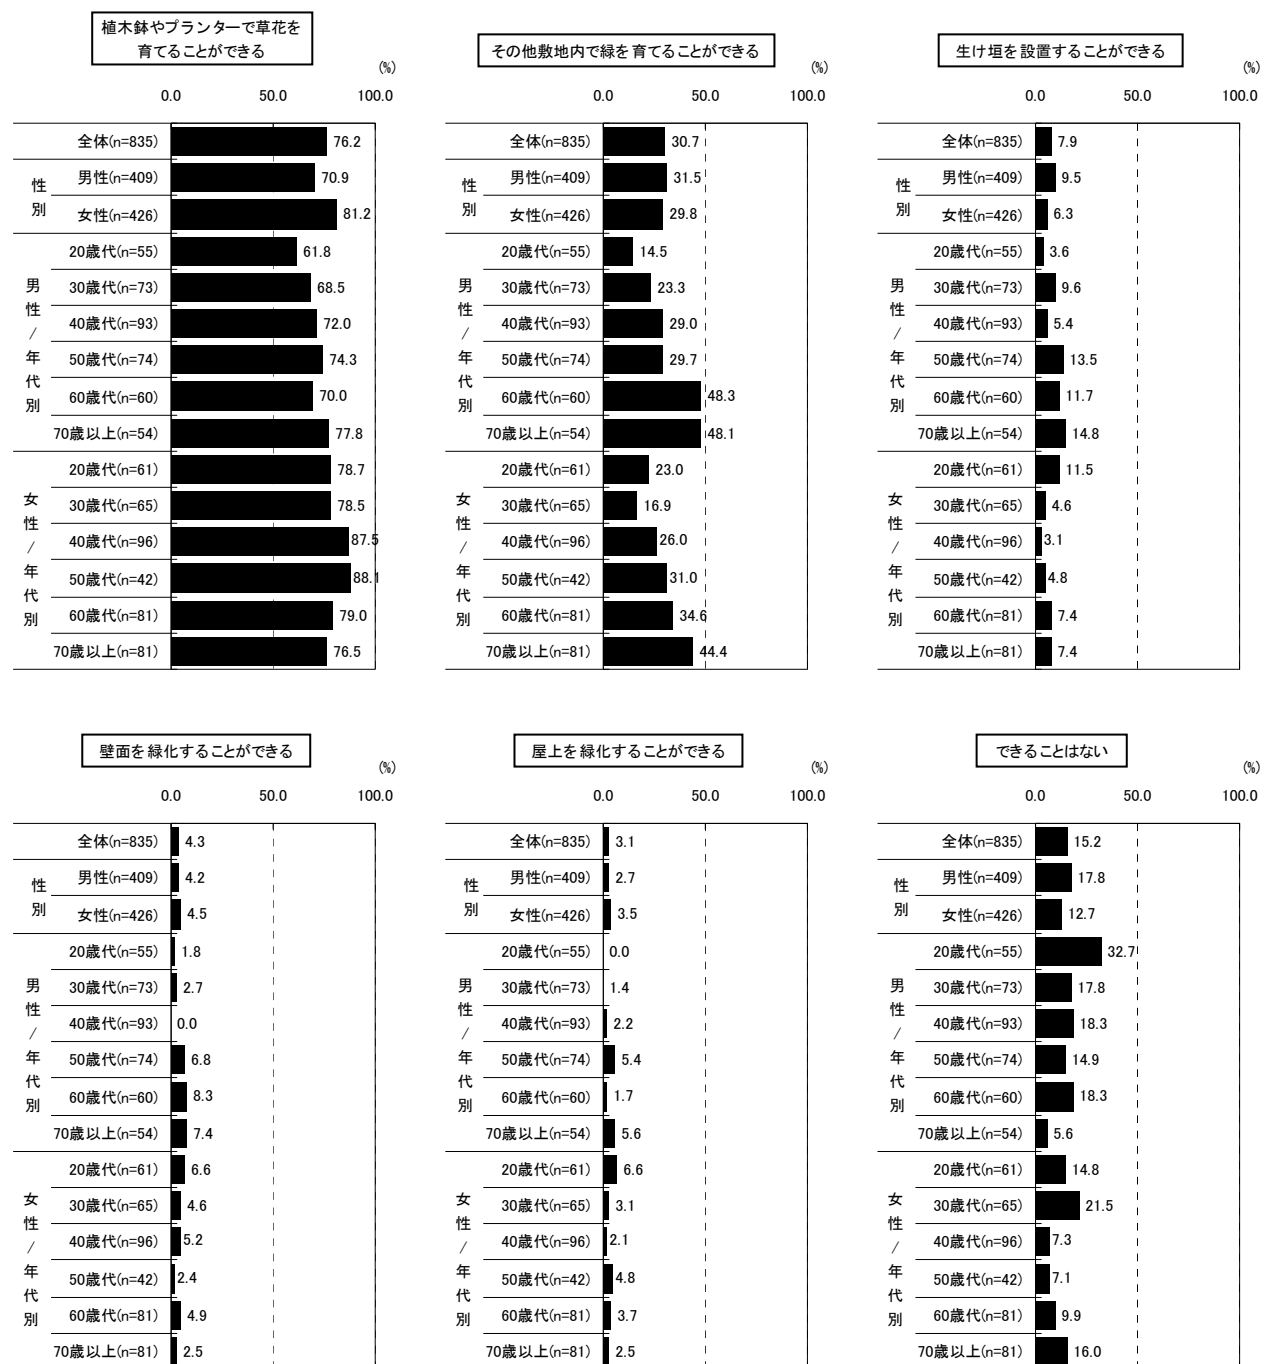 植木鉢やプランターで草花を
育てることができる
(%)
0.0 50.0 100.0
全体(n=835) 76.2
性別
男性(n=409) 70.9
女性(n=426) 81.2
男性/年代別
20歳代(n=55) 61.8
30歳代(n=73) 68.5
40歳代(n=93) 72.0
50歳代(n=74) 74.3
60歳代(n=60) 70.0
70歳以上(n=54) 77.8
女性/年代別
20歳代(n=61) 78.7
30歳代(n=65) 78.5
40歳代(n=96) 87.5
50歳代(n=42) 88.1
60歳代(n=81) 79.0
70歳以上(n=81) 76.5
その他敷地内で緑を育てることができる
(%)
0.0 50.0 100.0
全体(n=835) 30.7
性別
男性(n=409) 31.5
女性(n=426) 29.8
男性/年代別
20歳代(n=55) 14.5
30歳代(n=73) 23.3
40歳代(n=93) 29.0
50歳代(n=74) 29.7
60歳代(n=60) 48.3
70歳以上(n=54) 48.1
女性/年代別
20歳代(n=61) 23.0
30歳代(n=65) 16.9
40歳代(n=96) 26.0
50歳代(n=42) 31.0
60歳代(n=81) 34.6
70歳以上(n=81) 44.4
生け垣を設置することができる
(%)
0.0 50.0 100.0
全体(n=835) 7.9
性別
男性(n=409) 9.5
女性(n=426) 6.3
男性/年代別
20歳代(n=55) 3.6
30歳代(n=73) 9.6
40歳代(n=93) 5.4
50歳代(n=74) 13.5
60歳代(n=60) 11.7
70歳以上(n=54) 14.8
女性/年代別
20歳代(n=61) 11.5
30歳代(n=65) 4.6
40歳代(n=96) 3.1
50歳代(n=42) 4.8
60歳代(n=81) 7.4
70歳以上(n=81) 7.4
壁面を緑化することができる
(%)
0.0 50.0 100.0
全体(n=835) 4.3
性別
男性(n=409) 4.2
女性(n=426) 4.5
男性/年代別
20歳代(n=55) 1.8
30歳代(n=73) 2.7
40歳代(n=93) 0.0
50歳代(n=74) 6.8
60歳代(n=60) 8.3
70歳以上(n=54) 7.4
女性/年代別
20歳代(n=61) 6.6
30歳代(n=65) 4.6
40歳代(n=96) 5.2
50歳代(n=42) 2.4
60歳代(n=81) 4.9
70歳以上(n=81) 2.5
屋上を緑化することができる
(%)
0.0 50.0 100.0
全体(n=835) 3.1
性別
男性(n=409) 2.7
女性(n=426) 3.5
男性/年代別
20歳代(n=55) 0.0
30歳代(n=73) 1.4
40歳代(n=93) 2.2
50歳代(n=74) 5.4
60歳代(n=60) 1.7
70歳以上(n=54) 5.6
女性/年代別
20歳代(n=61) 6.6
30歳代(n=65) 3.1
40歳代(n=96) 2.1
50歳代(n=42) 4.8
60歳代(n=81) 3.7
70歳以上(n=81) 2.5
できることはない
(%)
0.0 50.0 100.0
全体(n=835) 15.2
性別
男性(n=409) 17.8
女性(n=426) 12.7
男性/年代別
20歳代(n=55) 32.7
30歳代(n=73) 17.8
40歳代(n=93) 18.3
50歳代(n=74) 14.9
60歳代(n=60) 18.3
70歳以上(n=54) 5.6
女性/年代別
20歳代(n=61) 14.8
30歳代(n=65) 21.5
40歳代(n=96) 7.3
50歳代(n=42) 7.1
60歳代(n=81) 9.9
70歳以上(n=81) 16.0